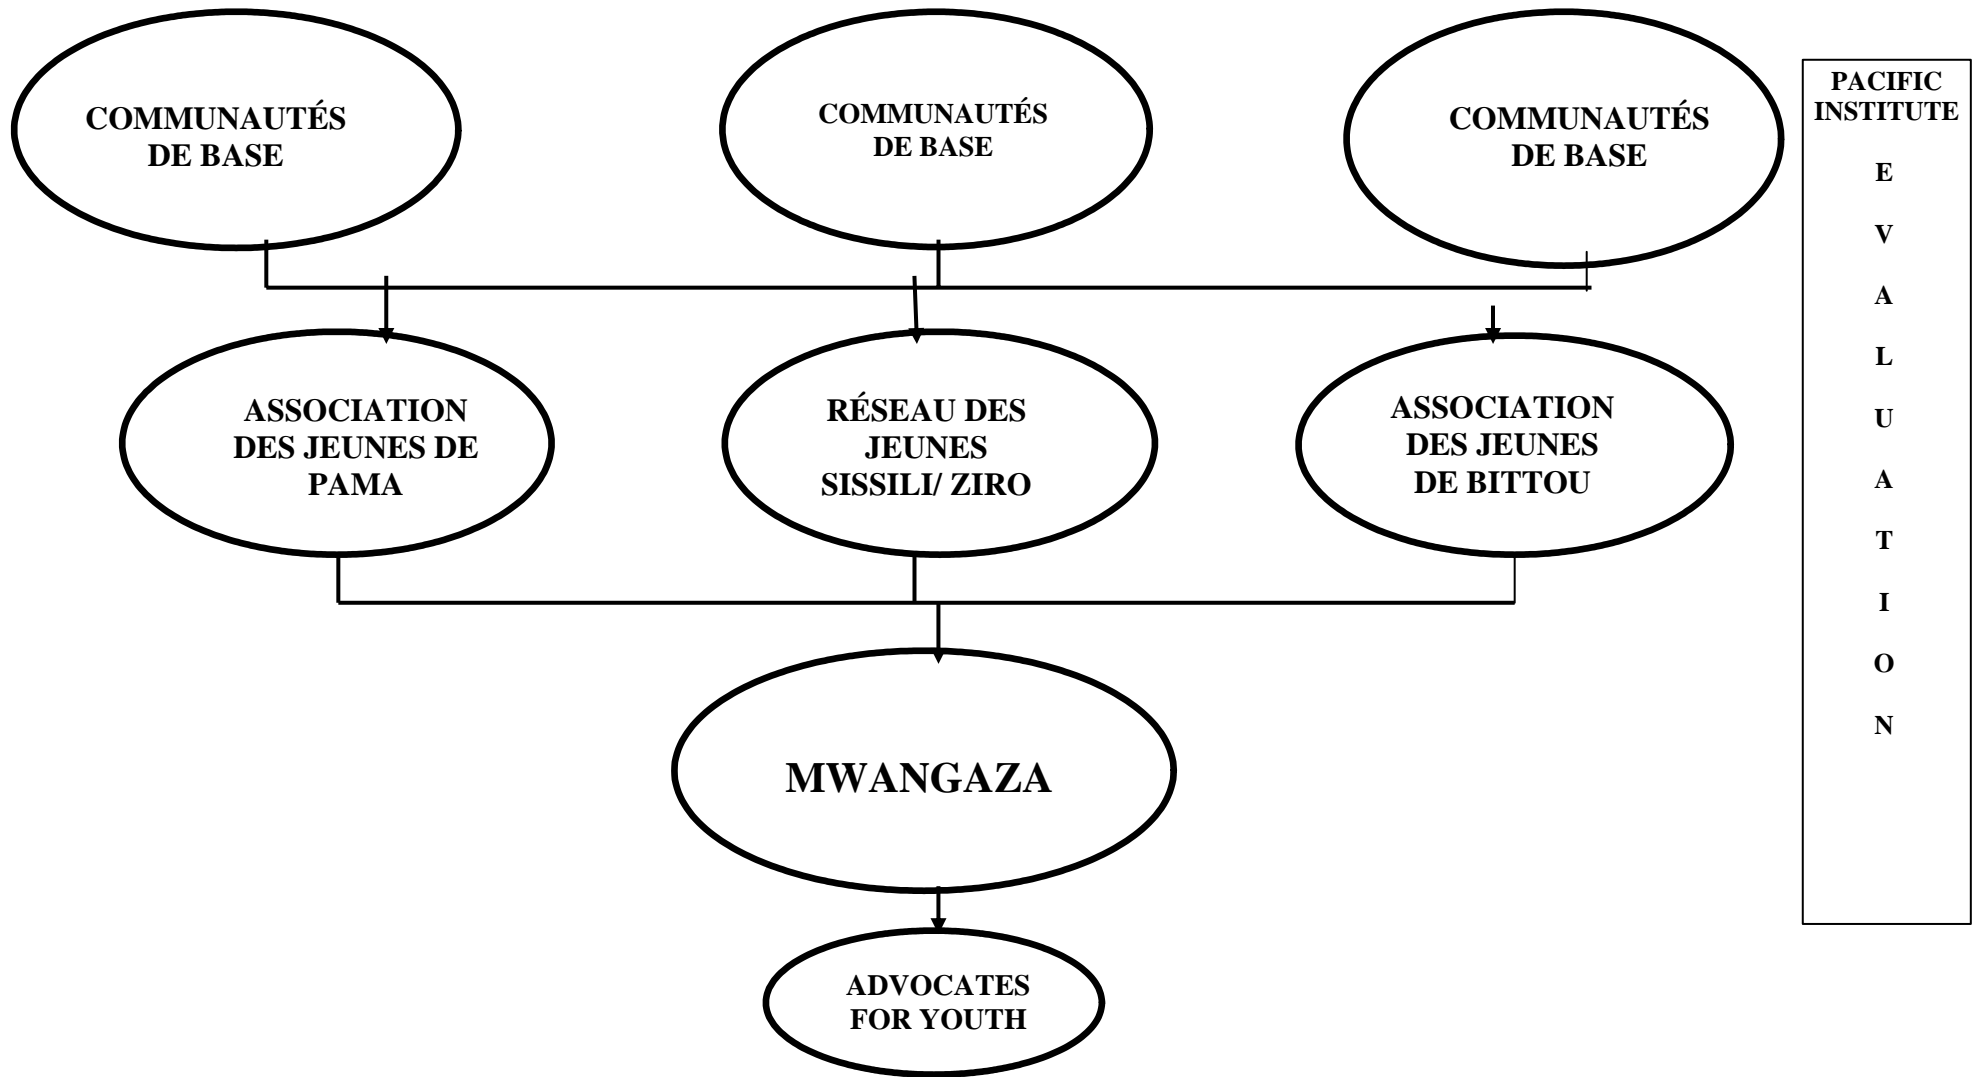 COMMUNAUTÉS
DE BASE
COMMUNAUTÉS
DE BASE
COMMUNAUTÉS
DE BASE
PACIFIC
INSTITUTE
E
V
A
L
U
A
T
I
O
N
ASSOCIATION
DES JEUNES DE
PAMA
RÉSEAU DES
JEUNES
SISSILI/ ZIRO
ASSOCIATION
DES JEUNES
DE BITTOU
MWANGAZA
ADVOCATES
FOR YOUTH